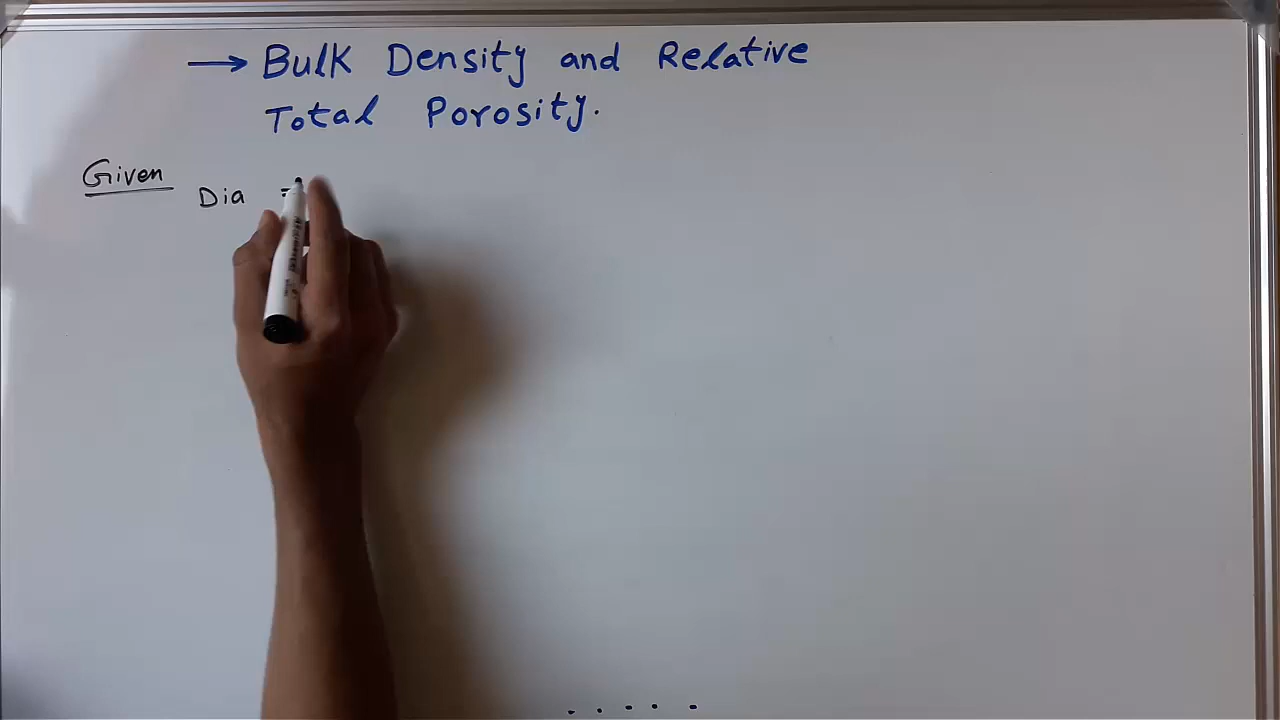 → Bulk Density and Relative
Total Porosity.
Given
Dia =